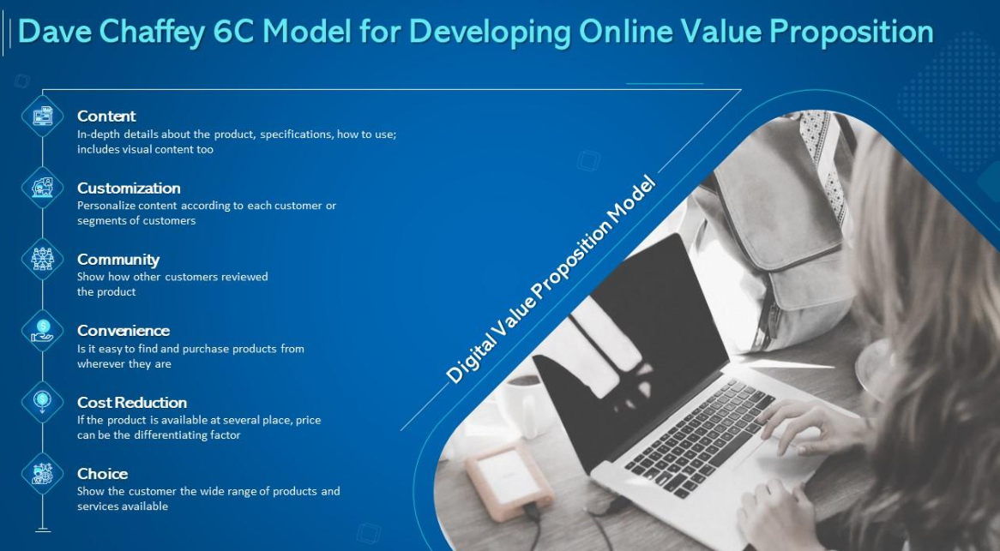 Dave Chaffey 6C Model for Developing Online Value Proposition
Content
In-depth details about the product, specifications, how to use;
includes visual content too
Customization
Personalize content according to each customer or
segments of customers
Community
Show how other customers reviewed
the product
Convenience
Is it easy to find and purchase products from
wherever they are
Cost Reduction
If the product is available at several place, price
can be the differentiating factor
Choice
Show the customer the wide range of products and
services available
Digital Value Proposition Model